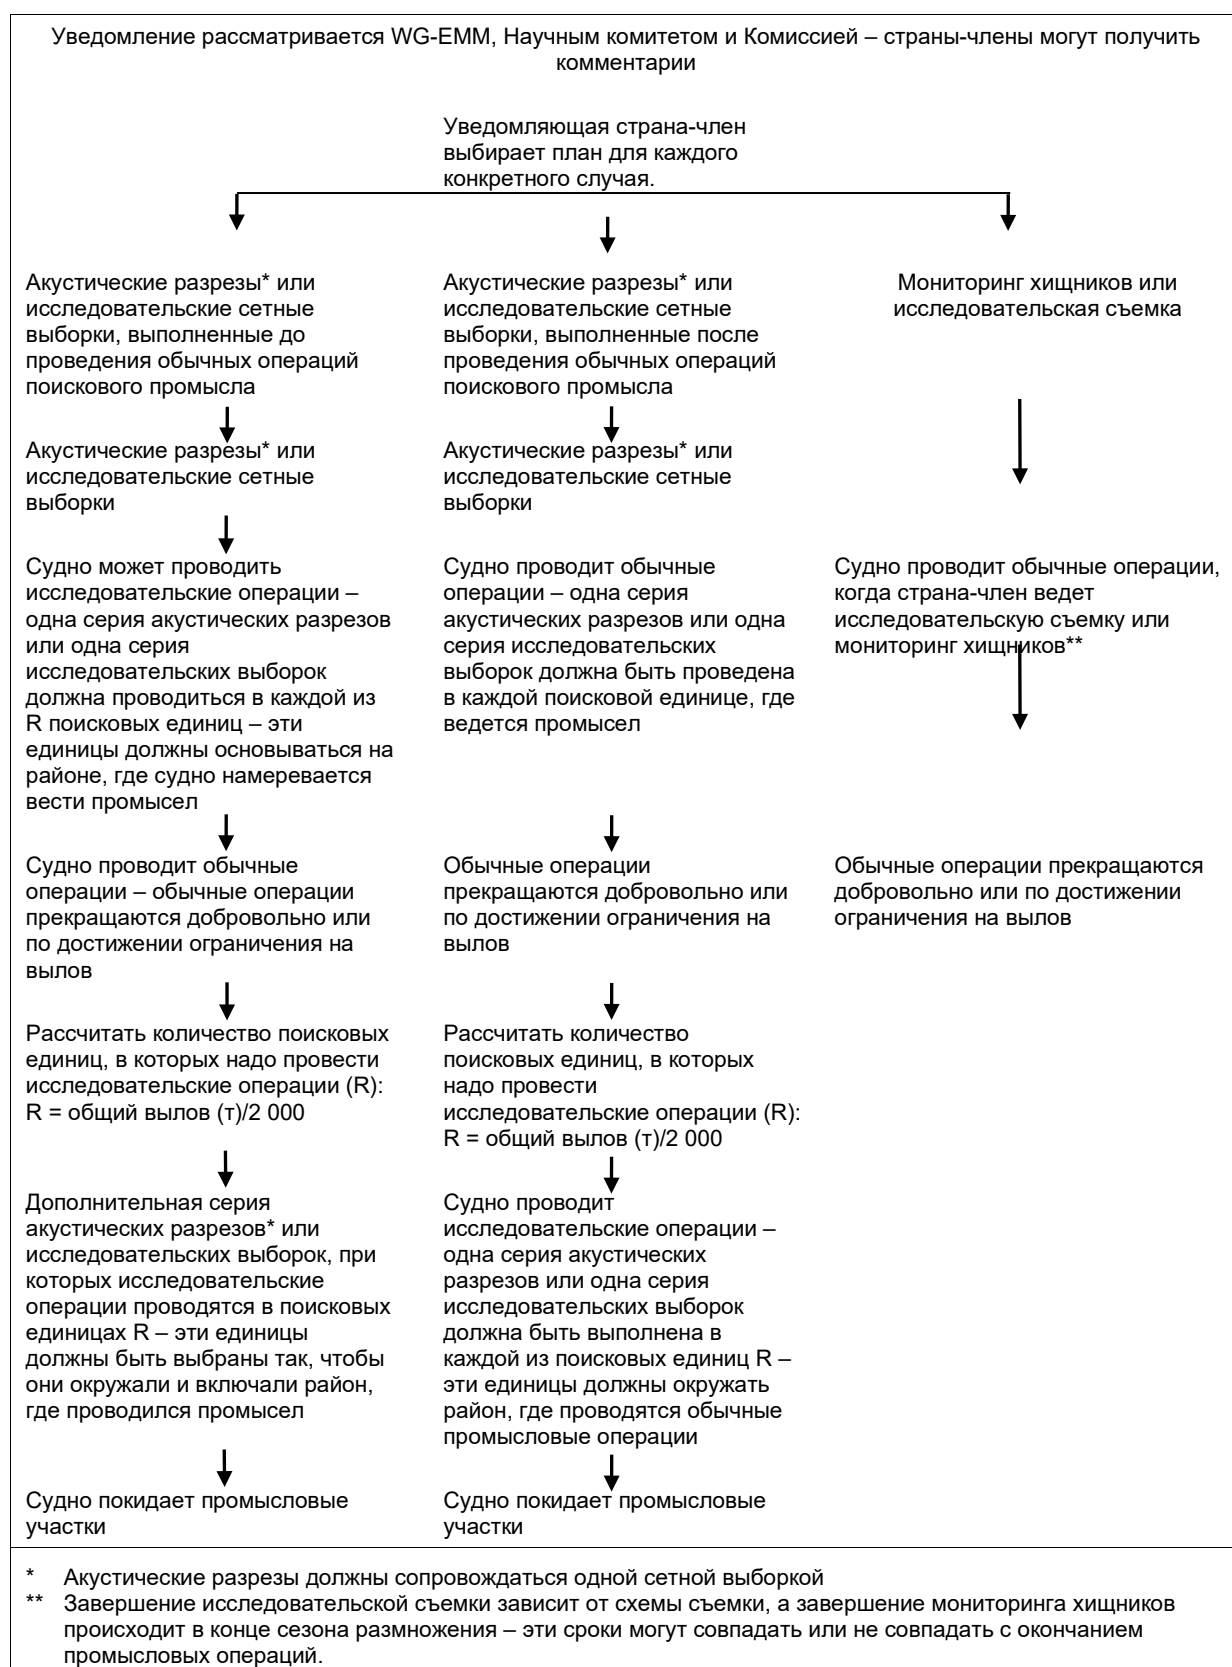 Уведомление рассматривается WG-EMM, Научным комитетом и Комиссией – страны-члены могут получить
комментарии
Уведомляющая страна-член
выбирает план для каждого
конкретного случая.
Акустические разрезы* или
исследовательские сетные
выборки, выполненные до
проведения обычных операций
поискового промысла
Акустические разрезы* или
исследовательские сетные
выборки, выполненные после
проведения обычных операций
поискового промысла
Мониторинг хищников или
исследовательская съемка
Акустические разрезы* или
исследовательские сетные
выборки
Акустические разрезы* или
исследовательские сетные
выборки
Судно может проводить
исследовательские операции –
одна серия акустических разрезов
или одна серия
исследовательских выборок
должна проводиться в каждой из
R поисковых единиц – эти
единицы должны основываться на
районе, где судно намеревается
вести промысел
Судно проводит обычные
операции – одна серия
акустических разрезов или одна
серия исследовательских
выборок должна быть проведена
в каждой поисковой единице, где
ведется промысел
Судно проводит обычные операции,
когда страна-член ведет
исследовательскую съемку или
мониторинг хищников**
Судно проводит обычные
операции – обычные операции
прекращаются добровольно или
по достижении ограничения на
вылов
Обычные операции
прекращаются добровольно или
по достижении ограничения на
вылов
Обычные операции прекращаются
добровольно или по достижении
ограничения на вылов
Рассчитать количество поисковых
единиц, в которых надо провести
исследовательские операции (R):
R = общий вылов (т)/2 000
Рассчитать количество
поисковых единиц, в которых
надо провести
исследовательские операции (R):
R = общий вылов (т)/2 000
Дополнительная серия
акустических разрезов* или
исследовательских выборок, при
которых исследовательские
операции проводятся в поисковых
единицах R – эти единицы
должны быть выбраны так, чтобы
они окружали и включали район,
где проводился промысел
Судно проводит
исследовательские операции –
одна серия акустических
разрезов или одна серия
исследовательских выборок
должна быть выполнена в
каждой из поисковых единиц R –
эти единицы должны окружать
район, где проводятся обычные
промысловые операции
Судно покидает промысловые
участки
Судно покидает промысловые
участки
* Акустические разрезы должны сопровождаться одной сетной выборкой
** Завершение исследовательской съемки зависит от схемы съемки, а завершение мониторинга хищников
происходит в конце сезона размножения – эти сроки могут совпадать или не совпадать с окончанием
промысловых операций.